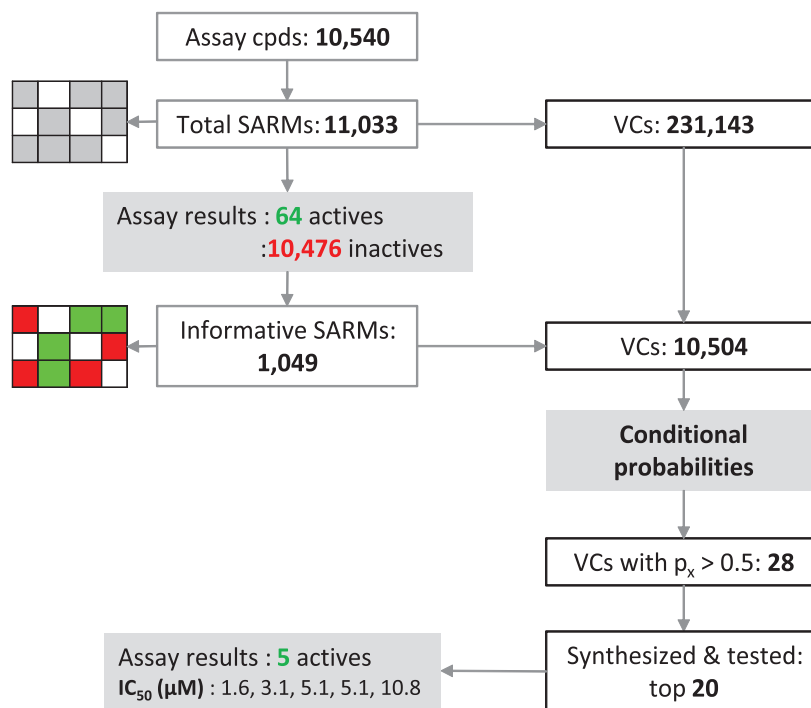 Assay cpds: 10,540
Total SARMs: 11,033
VCs: 231,143
Assay results : 64 actives
:10,476 inactives
Informative SARMs:
1,049
VCs: 10,504
Conditional
probabilities
VCs with pₓ > 0.5: 28
Synthesized & tested:
top 20
Assay results : 5 actives
IC₅₀ (µM) : 1.6, 3.1, 5.1, 5.1, 10.8